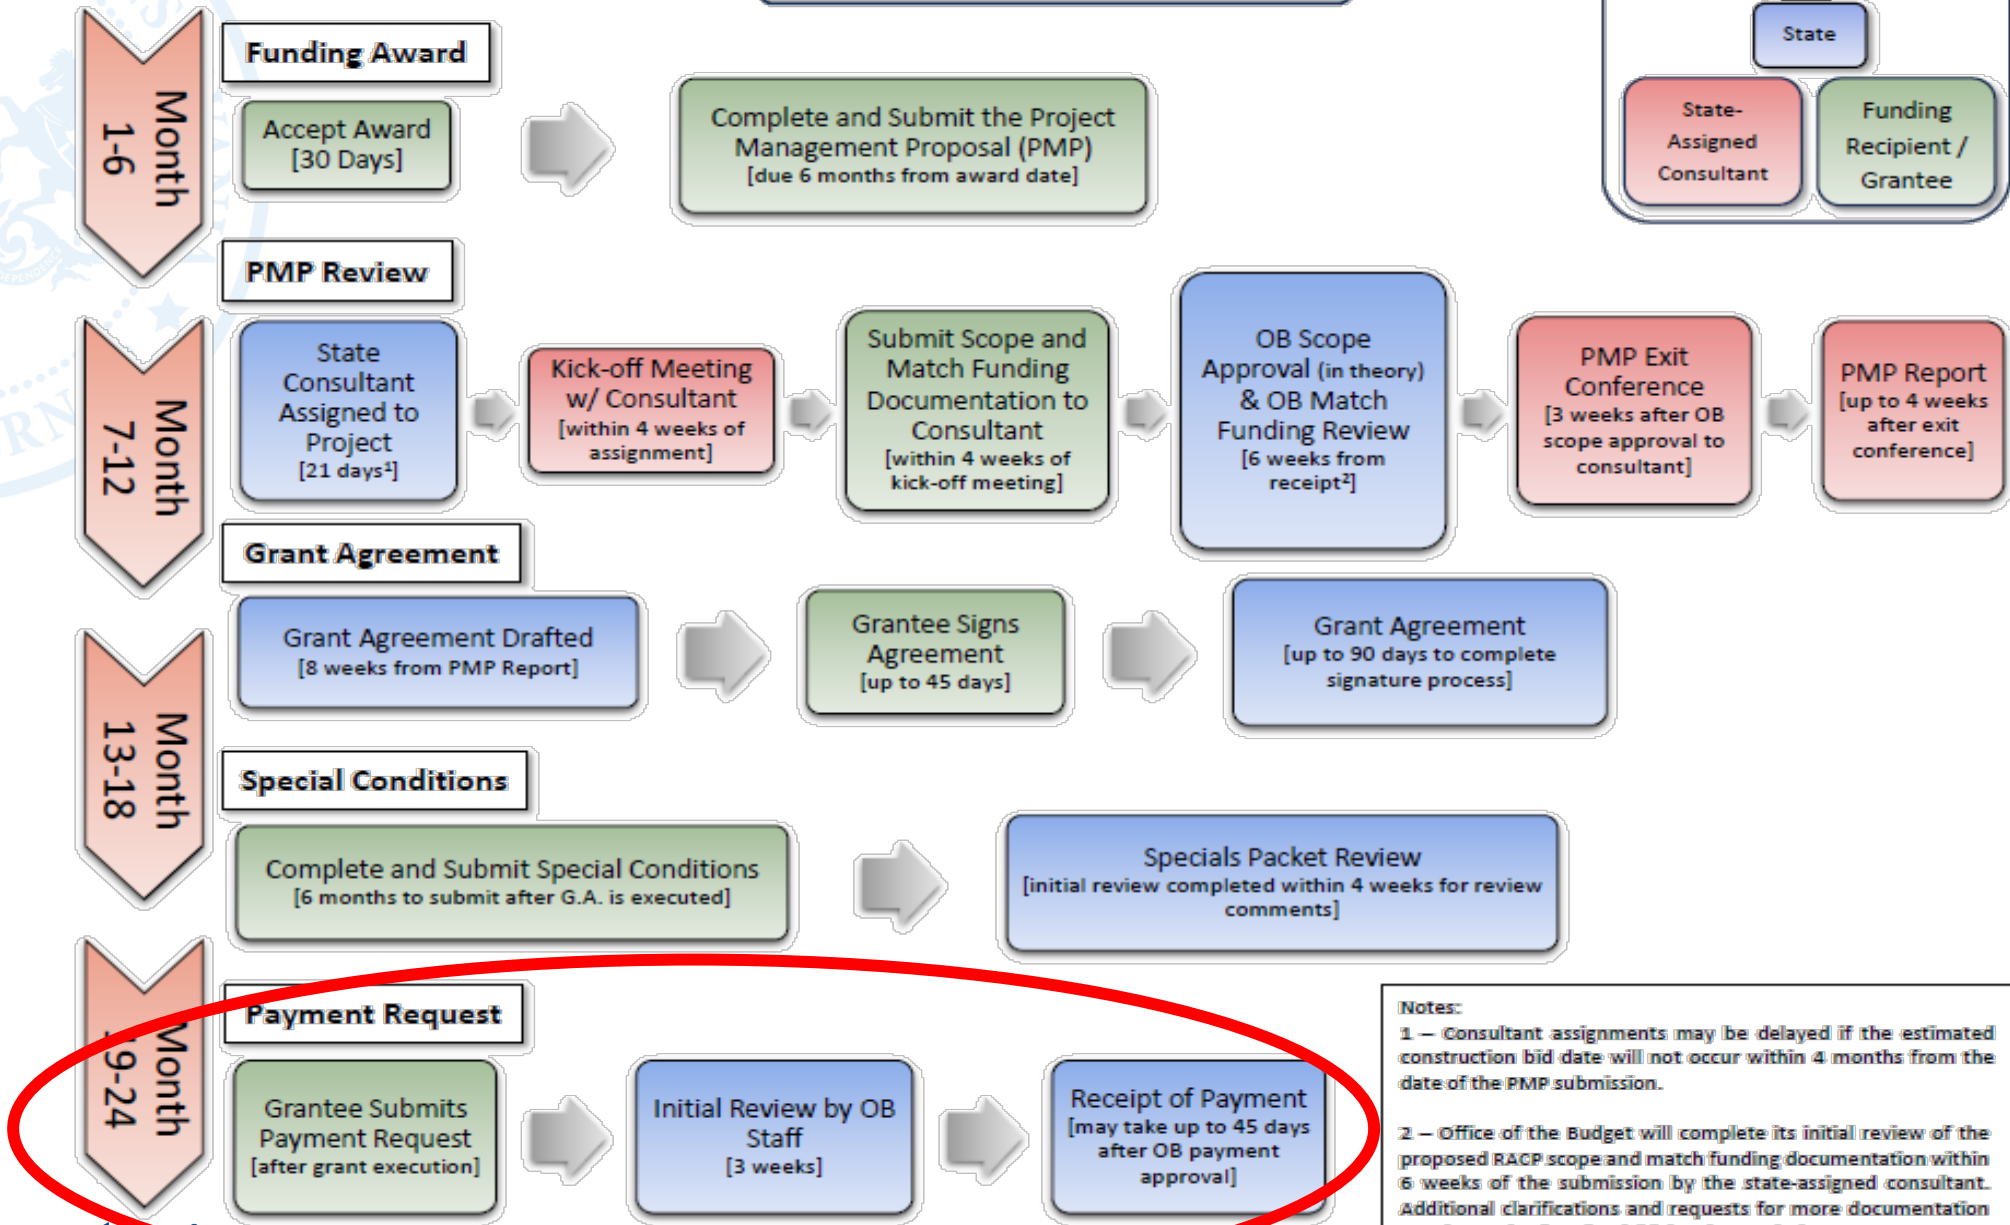 State
State-
Assigned
Consultant
Funding
Recipient /
Grantee
Month
1-6
Funding Award
Accept Award
[30 Days]
Complete and Submit the Project
Management Proposal (PMP)
[due 6 months from award date]
Month
7-12
PMP Review
State
Consultant
Assigned to
Project
[21 days¹]
Kick-off Meeting
w/ Consultant
[within 4 weeks of
assignment]
Submit Scope and
Match Funding
Documentation to
Consultant
[within 4 weeks of
kick-off meeting]
OB Scope
Approval (in theory)
& OB Match
Funding Review
[6 weeks from
receipt²]
PMP Exit
Conference
[3 weeks after OB
scope approval to
consultant]
PMP Report
[up to 4 weeks
after exit
conference]
Month
13-18
Grant Agreement
Grant Agreement Drafted
[8 weeks from PMP Report]
Grantee Signs
Agreement
[up to 45 days]
Grant Agreement
[up to 90 days to complete
signature process]
Special Conditions
Complete and Submit Special Conditions
[6 months to submit after G.A. is executed]
Specials Packet Review
[initial review completed within 4 weeks for review
comments]
Month
19-24
Payment Request
Grantee Submits
Payment Request
[after grant execution]
Initial Review by OB
Staff
[3 weeks]
Receipt of Payment
[may take up to 45 days
after OB payment
approval]
Notes:
1 – Consultant assignments may be delayed if the estimated
construction bid date will not occur within 4 months from the
date of the PMP submission.
2 – Office of the Budget will complete its initial review of the
proposed RACP scope and match funding documentation within
6 weeks of the submission by the state-assigned consultant.
Additional clarifications and requests for more documentation